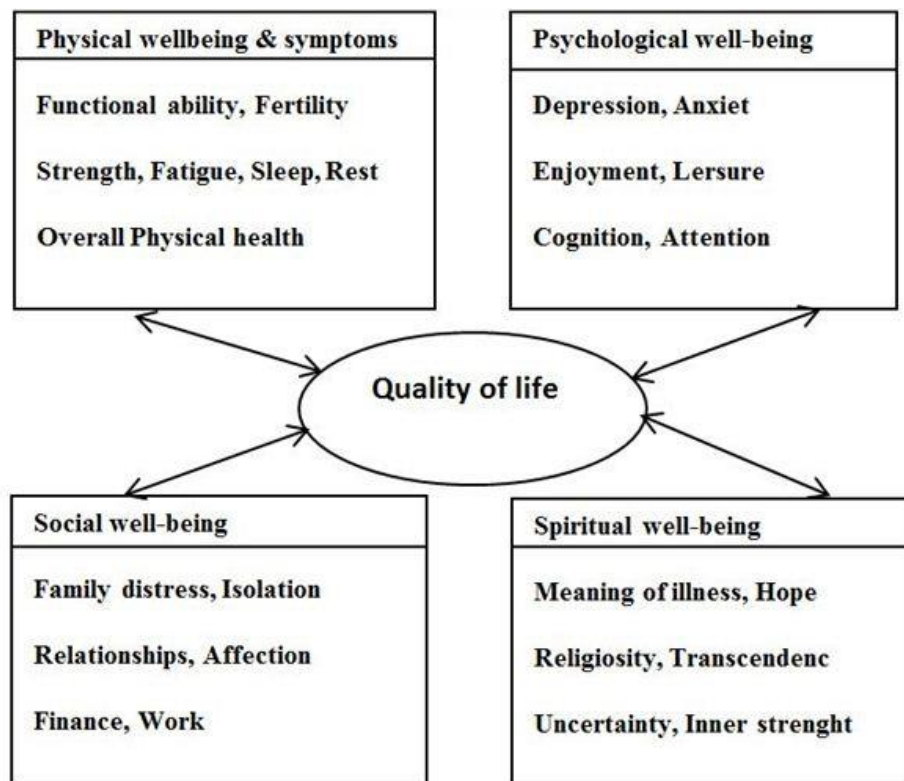 Physical wellbeing & symptoms
Functional ability, Fertility
Strength, Fatigue, Sleep, Rest
Overall Physical health
Psychological well-being
Depression, Anxiet
Enjoyment, Lersure
Cognition, Attention
Quality of life
Social well-being
Family distress, Isolation
Relationships, Affection
Finance, Work
Spiritual well-being
Meaning of illness, Hope
Religiosity, Transcendenc
Uncertainty, Inner strenght